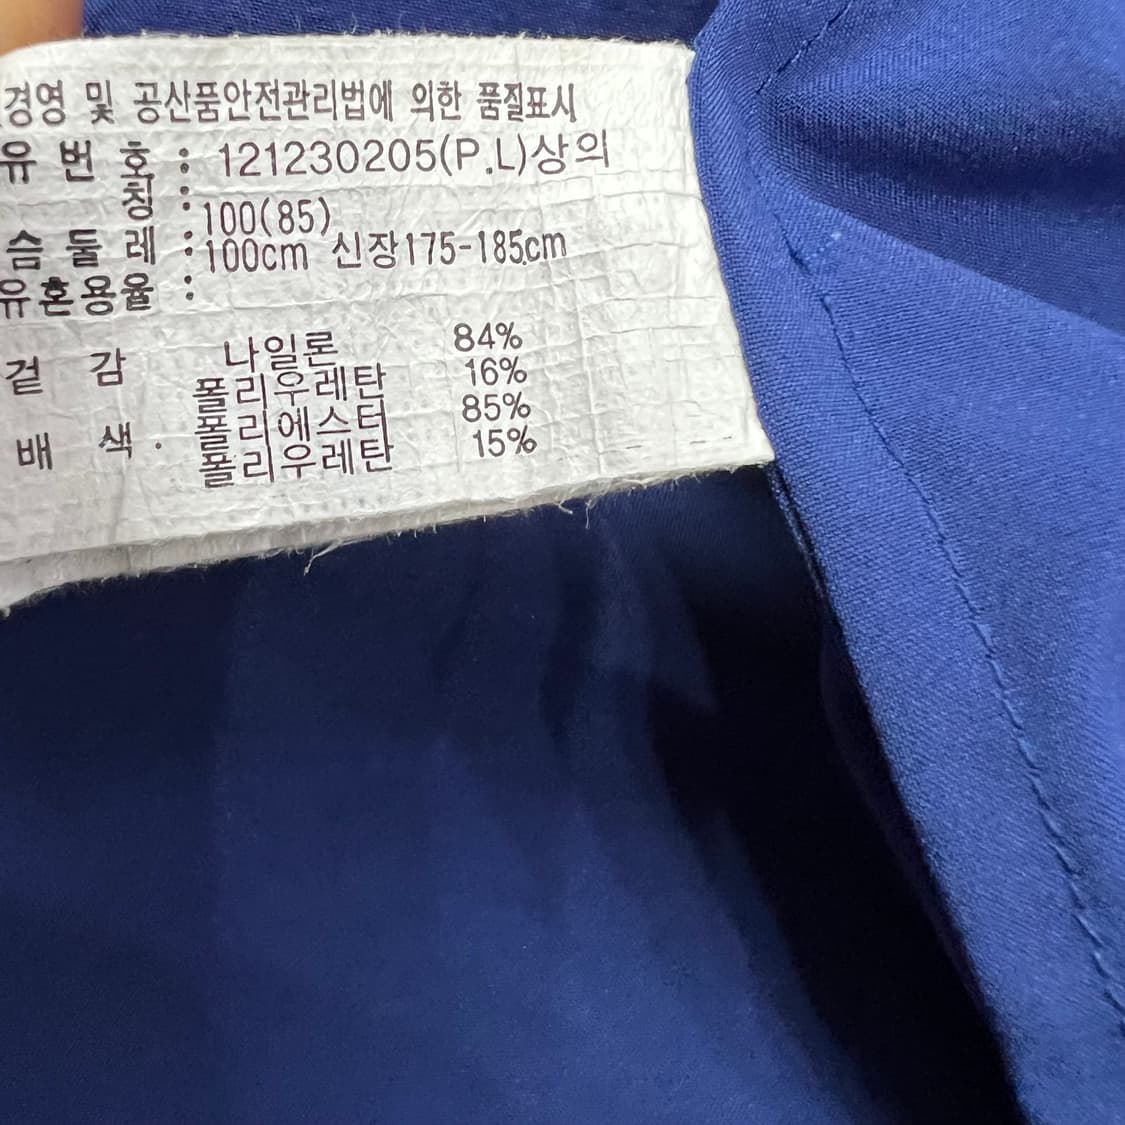 경영 및 공산품안전관리법에 의한 품질표시
유 번 호 : 121230205(P.L)상의
칭 : 100(85)
슴 둘 레 : 100cm 신장175-185cm
유혼용율 :
겉 감 나일론 84%
폴리우레탄 16%
배 색 . 폴리에스터 85%
폴리우레탄 15%